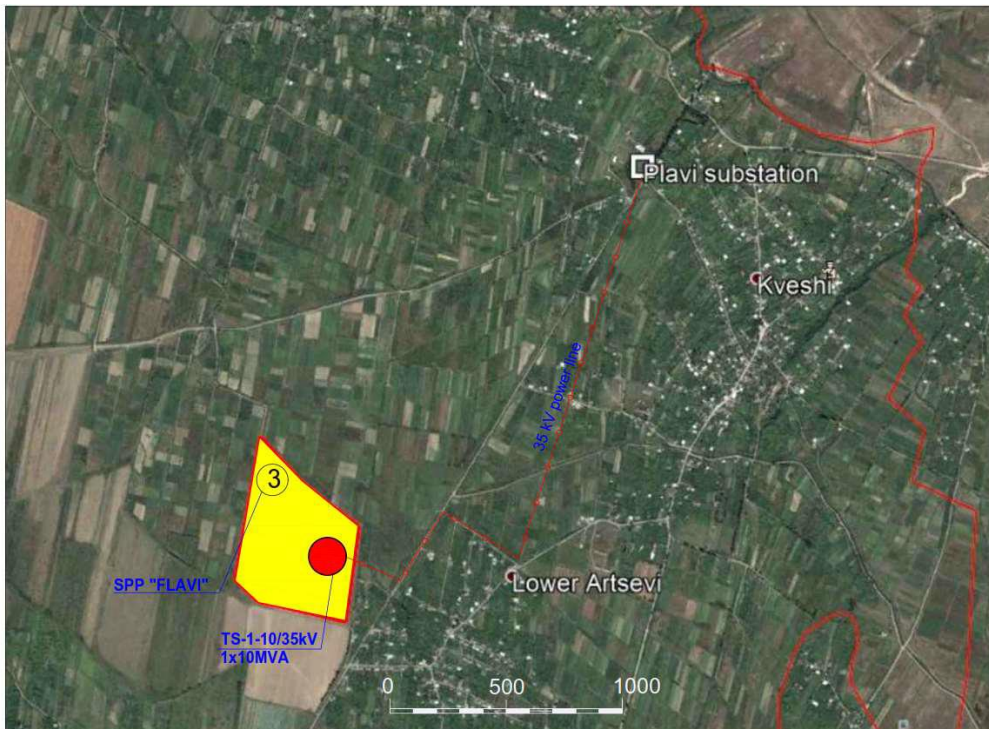 Plavi substation
Kveshi
35 kV power line
3
SPP "FLAVI"
Lower Artsevi
TS-1-10/35kV
1x10MVA
0 500 1000